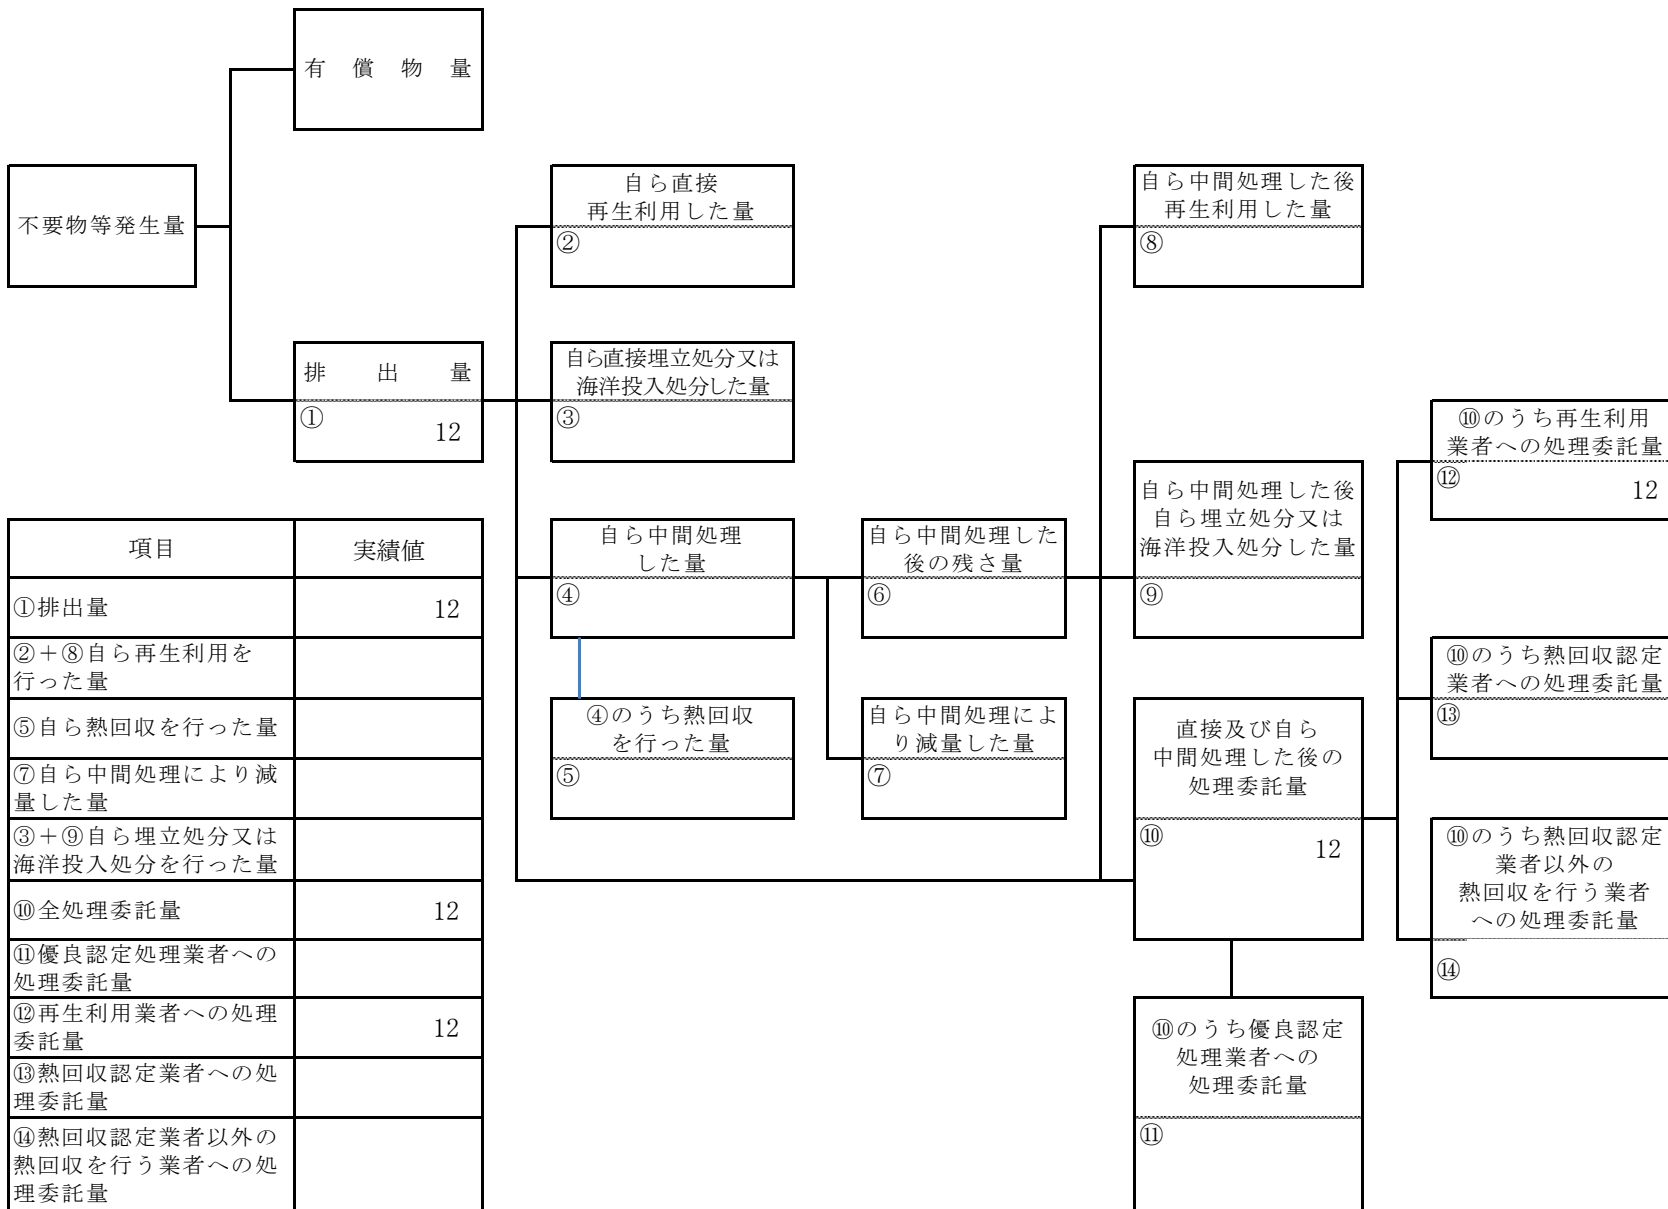 有償物量
不要物等発生量
排出量
①
12
自ら直接
再生利用した量
②
自ら直接埋立処分又は
海洋投入処分した量
③
自ら中間処理
した量
④
④のうち熱回収
を行った量
⑤
自ら中間処理した
後の残さ量
⑥
自ら中間処理によ
り減量した量
⑦
自ら中間処理した後
再生利用した量
⑧
自ら中間処理した後
自ら埋立処分又は
海洋投入処分した量
⑨
直接及び自ら
中間処理した後の
処理委託量
⑩
12
⑩のうち優良認定
処理業者への
処理委託量
⑪
⑩のうち再生利用
業者への処理委託量
⑫
12
⑩のうち熱回収認定
業者への処理委託量
⑬
⑩のうち熱回収認定
業者以外の
熱回収を行う業者
への処理委託量
⑭
項目 実績値
①排出量 12
②+⑧自ら再生利用を
行った量
⑤自ら熱回収を行った量
⑦自ら中間処理により減
量した量
③+⑨自ら埋立処分又は
海洋投入処分を行った量
⑩全処理委託量 12
⑪優良認定処理業者への
処理委託量
⑫再生利用業者への処理
委託量 12
⑬熱回収認定業者への処
理委託量
⑭熱回収認定業者以外の
熱回収を行う業者への処
理委託量